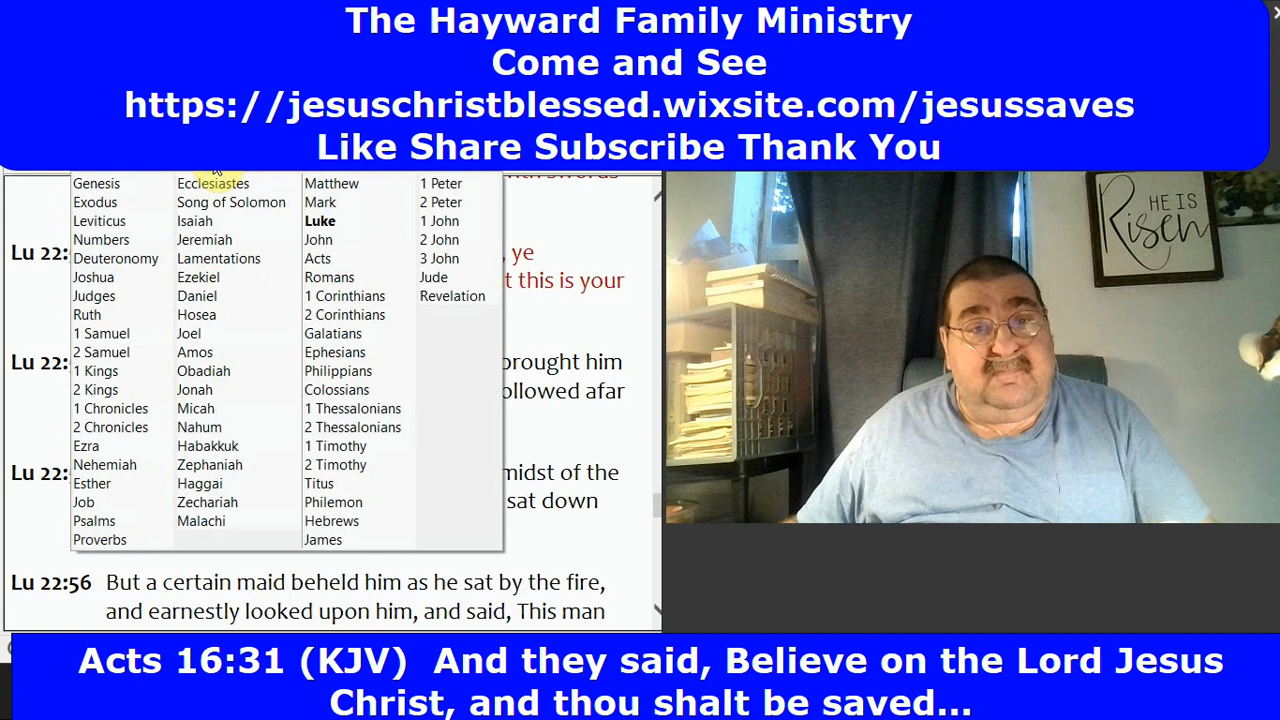 The Hayward Family Ministry
Come and See
https://jesuschristblessed.wixsite.com/jesussaves
Like Share Subscribe Thank You
Genesis
Exodus
Leviticus
Numbers
Deuteronomy
Joshua
Judges
Ruth
1 Samuel
2 Samuel
1 Kings
2 Kings
1 Chronicles
2 Chronicles
Ezra
Nehemiah
Esther
Job
Psalms
Proverbs
Ecclesiastes
Song of Solomon
Isaiah
Jeremiah
Lamentations
Ezekiel
Daniel
Hosea
Joel
Amos
Obadiah
Jonah
Micah
Nahum
Habakkuk
Zephaniah
Haggai
Zechariah
Malachi
Matthew
Mark
Luke
John
Acts
Romans
1 Corinthians
2 Corinthians
Galatians
Ephesians
Philippians
Colossians
1 Thessalonians
2 Thessalonians
1 Timothy
2 Timothy
Titus
Philemon
Hebrews
James
1 Peter
2 Peter
1 John
2 John
3 John
Jude
Revelation
Lu 22: , ye
this is your
Lu 22: brought him
ollowed afar
Lu 22: midst of the
sat down
Lu 22:56 But a certain maid beheld him as he sat by the fire,
and earnestly looked upon him, and said, This man
HE IS
Risen
Acts 16:31 (KJV) And they said, Believe on the Lord Jesus
Christ, and thou shalt be saved...